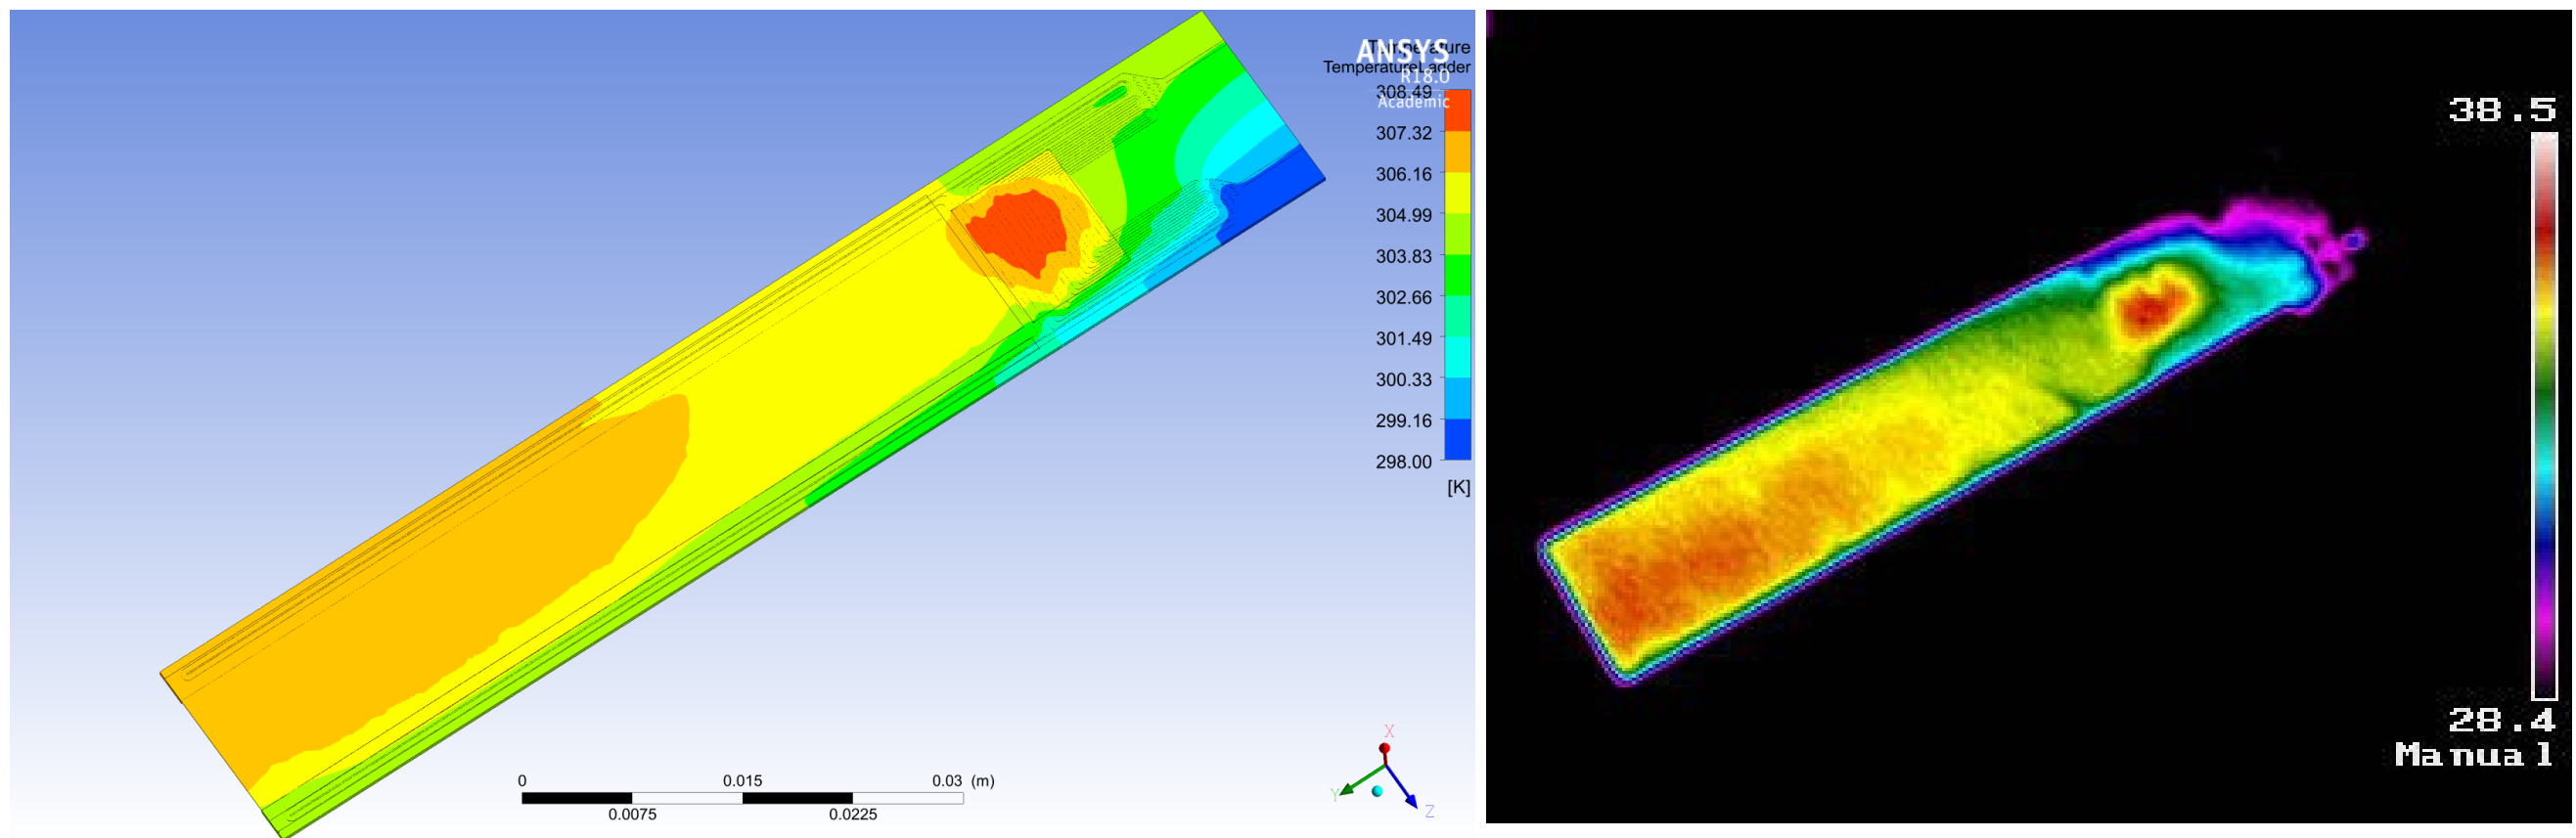 ANSYS
R18.0
Academic
Temperature
TemperatureLadder
308.49
307.32
306.16
304.99
303.83
302.66
301.49
300.33
299.16
298.00
[K]
0 0.015 0.03 (m)
0.0075 0.0225
X
Y
Z
38.5
28.4
Manual